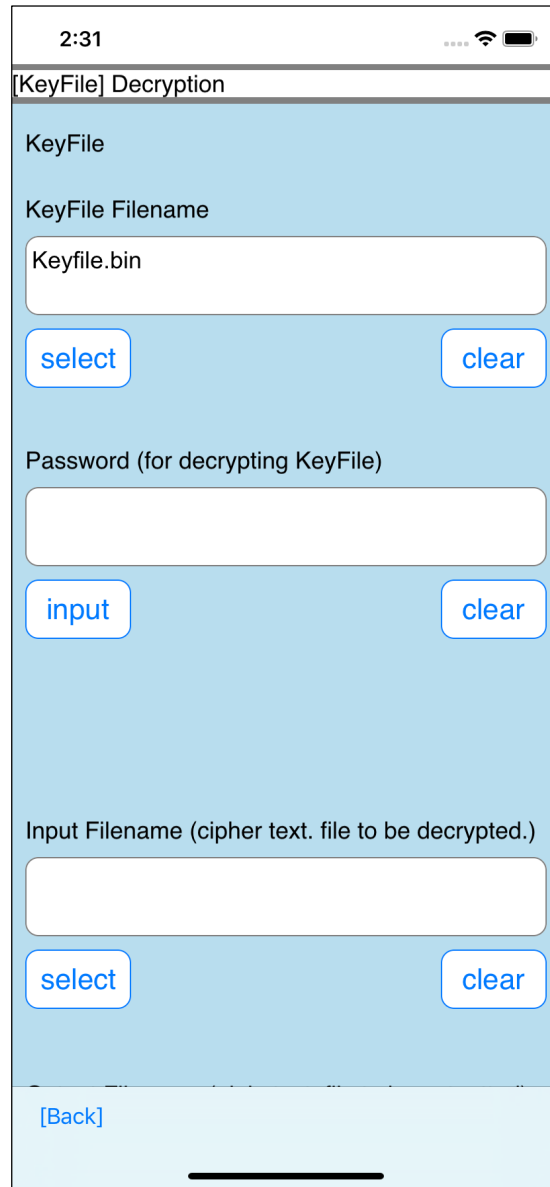 2:31
[KeyFile] Decryption
KeyFile
KeyFile Filename
Keyfile.bin
select clear
Password (for decrypting KeyFile)
input clear
Input Filename (cipher text. file to be decrypted.)
select clear
[Back]